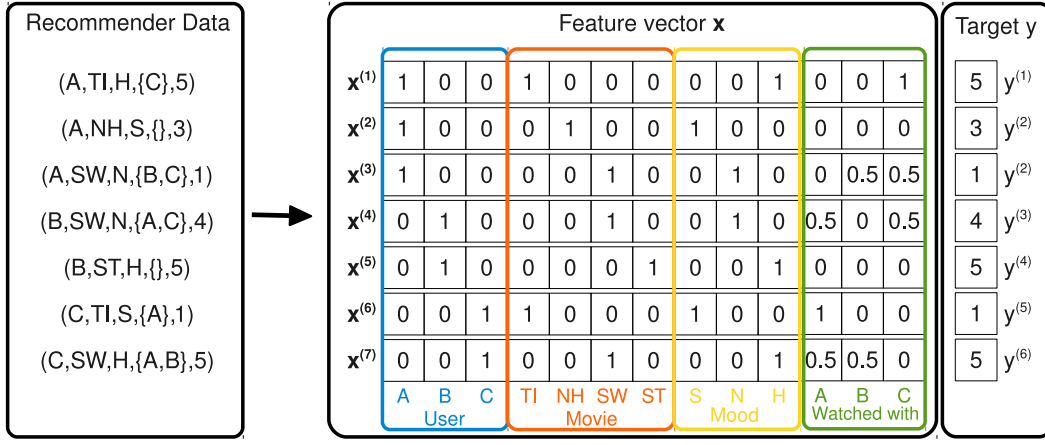 Recommender Data
(A,TI,H,{C},5)
(A,NH,S,{},3)
(A,SW,N,{B,C},1)
(B,SW,N,{A,C},4)
(B,ST,H,{},5)
(C,TI,S,{A},1)
(C,SW,H,{A,B},5)
Feature vector x
x(1) 1 0 0 1 0 0 0 0 0 1 0 0 1
x(2) 1 0 0 0 1 0 0 1 0 0 0 0 0
x(3) 1 0 0 0 0 1 0 0 1 0 0 0.5 0.5
x(4) 0 1 0 0 0 1 0 0 1 0 0.5 0 0.5
x(5) 0 1 0 0 0 0 1 0 0 1 0 0 0
x(6) 0 0 1 1 0 0 0 1 0 0 1 0 0
x(7) 0 0 1 0 0 1 0 0 0 1 0.5 0.5 0
A B C TI NH SW ST S N H A B C
User Movie Mood Watched with
Target y
5 y(1)
3 y(2)
1 y(2)
4 y(3)
5 y(4)
1 y(5)
5 y(6)